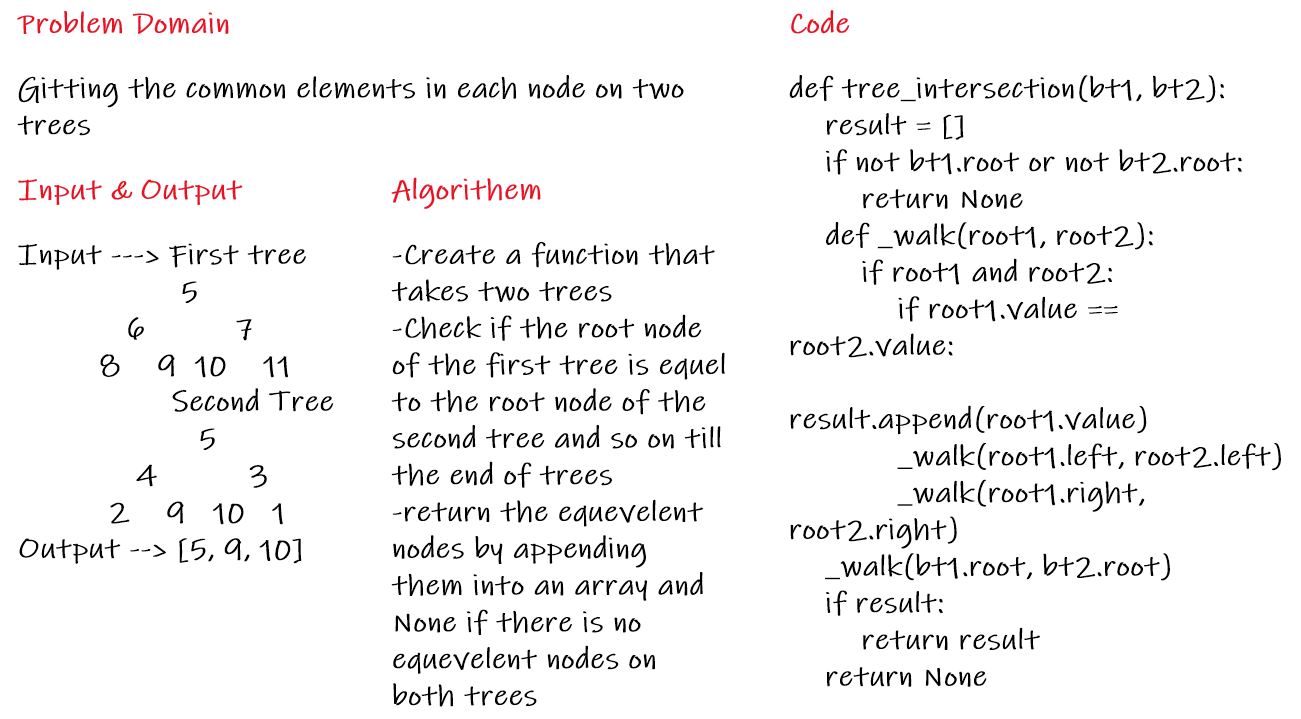 Problem Domain
Gitting the common elements in each node on two
trees
Input & Output
Input ---> First tree
5
6 7
8 9 10 11
Second Tree
5
4 3
2 9 10 1
Output --> [5, 9, 10]
Algorithem
-Create a function that
takes two trees
-Check if the root node
of the first tree is equel
to the root node of the
second tree and so on till
the end of trees
-return the equevelent
nodes by appending
them into an array and
None if there is no
equevelent nodes on
both trees
Code
def tree_intersection(bt1, bt2):
result = []
if not bt1.root or not bt2.root:
return None
def _walk(root1, root2):
if root1 and root2:
if root1.value ==
root2.value:
result.append(root1.value)
_walk(root1.left, root2.left)
_walk(root1.right,
root2.right)
_walk(bt1.root, bt2.root)
if result:
return result
return None